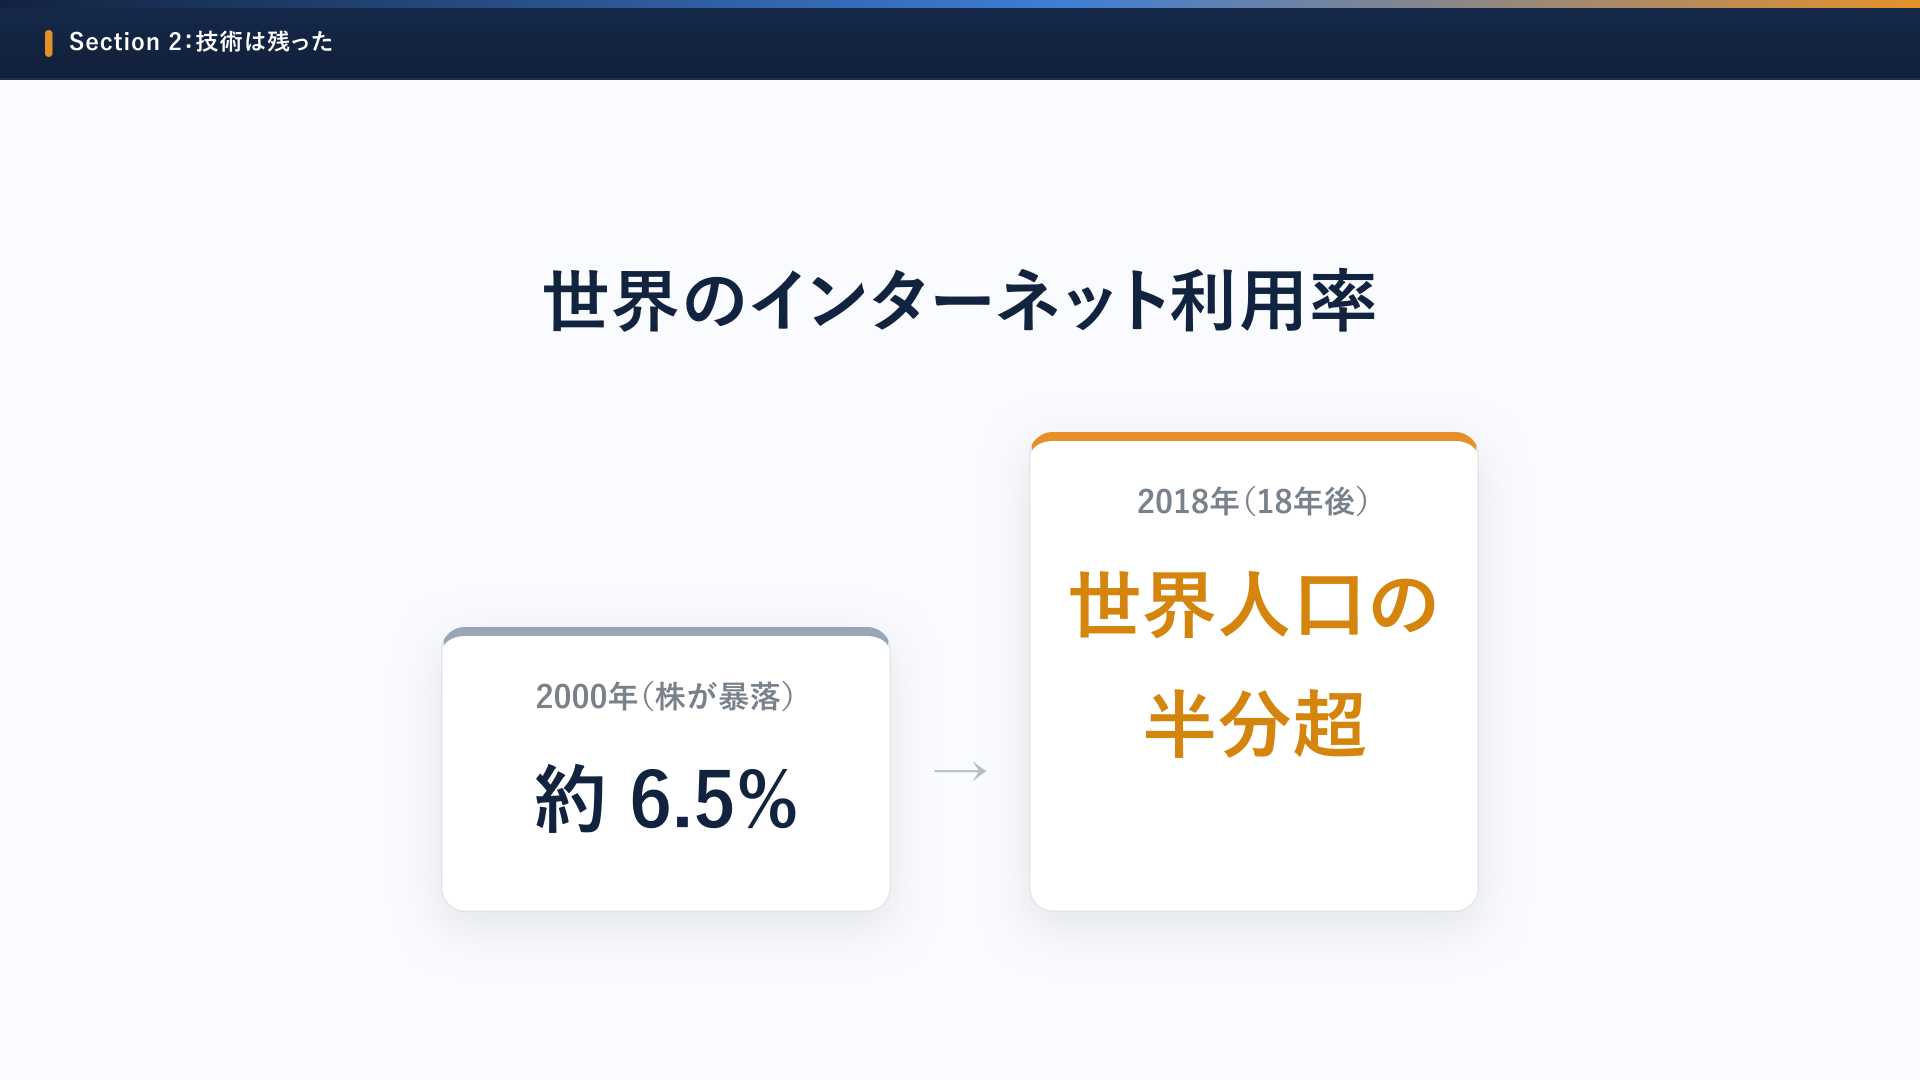 Section 2：技術は残った
世界のインターネット利用率
2000年（株が暴落）
約 6.5%
→
2018年（18年後）
世界人口の
半分超